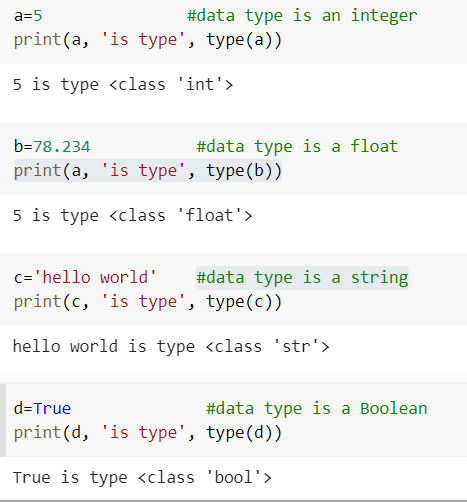 a=5 #data type is an integer
print(a, 'is type', type(a))
5 is type <class 'int'>
b=78.234 #data type is a float
print(a, 'is type', type(b))
5 is type <class 'float'>
c='hello world' #data type is a string
print(c, 'is type', type(c))
hello world is type <class 'str'>
d=True #data type is a Boolean
print(d, 'is type', type(d))
True is type <class 'bool'>